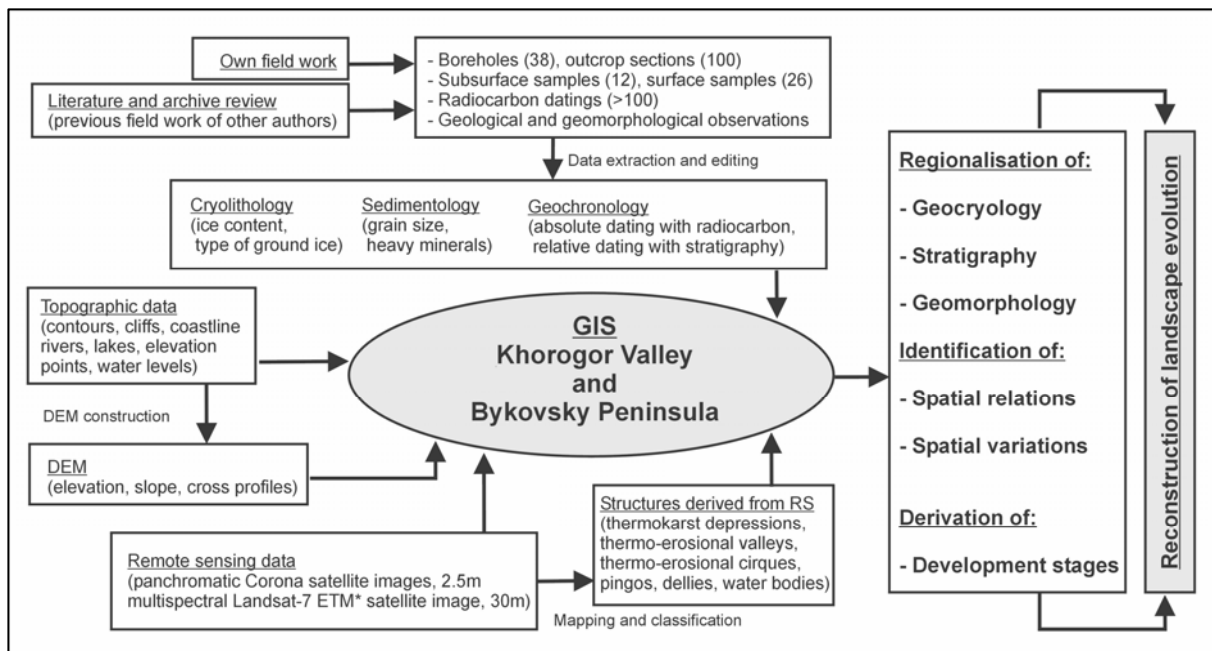 Own field work
Literature and archive review
(previous field work of other authors)
- Boreholes (38), outcrop sections (100)
- Subsurface samples (12), surface samples (26)
- Radiocarbon datings (>100)
- Geological and geomorphological observations
Data extraction and editing
Cryolithology
(ice content,
type of ground ice)
Sedimentology
(grain size,
heavy minerals)
Geochronology
(absolute dating with radiocarbon,
relative dating with stratigraphy)
Topographic data
(contours, cliffs, coastline
rivers, lakes, elevation
points, water levels)
DEM construction
DEM
(elevation, slope, cross profiles)
GIS
Khorogor Valley
and
Bykovsky Peninsula
Remote sensing data
(panchromatic Corona satellite images, 2.5m
multispectral Landsat-7 ETM* satellite image, 30m)
Mapping and classification
Structures derived from RS
(thermokarst depressions,
thermo-erosional valleys,
thermo-erosional cirques,
pingos, dellies, water bodies)
Regionalisation of:
- Geocryology
- Stratigraphy
- Geomorphology
Identification of:
- Spatial relations
- Spatial variations
Derivation of:
- Development stages
Reconstruction of landscape evolution